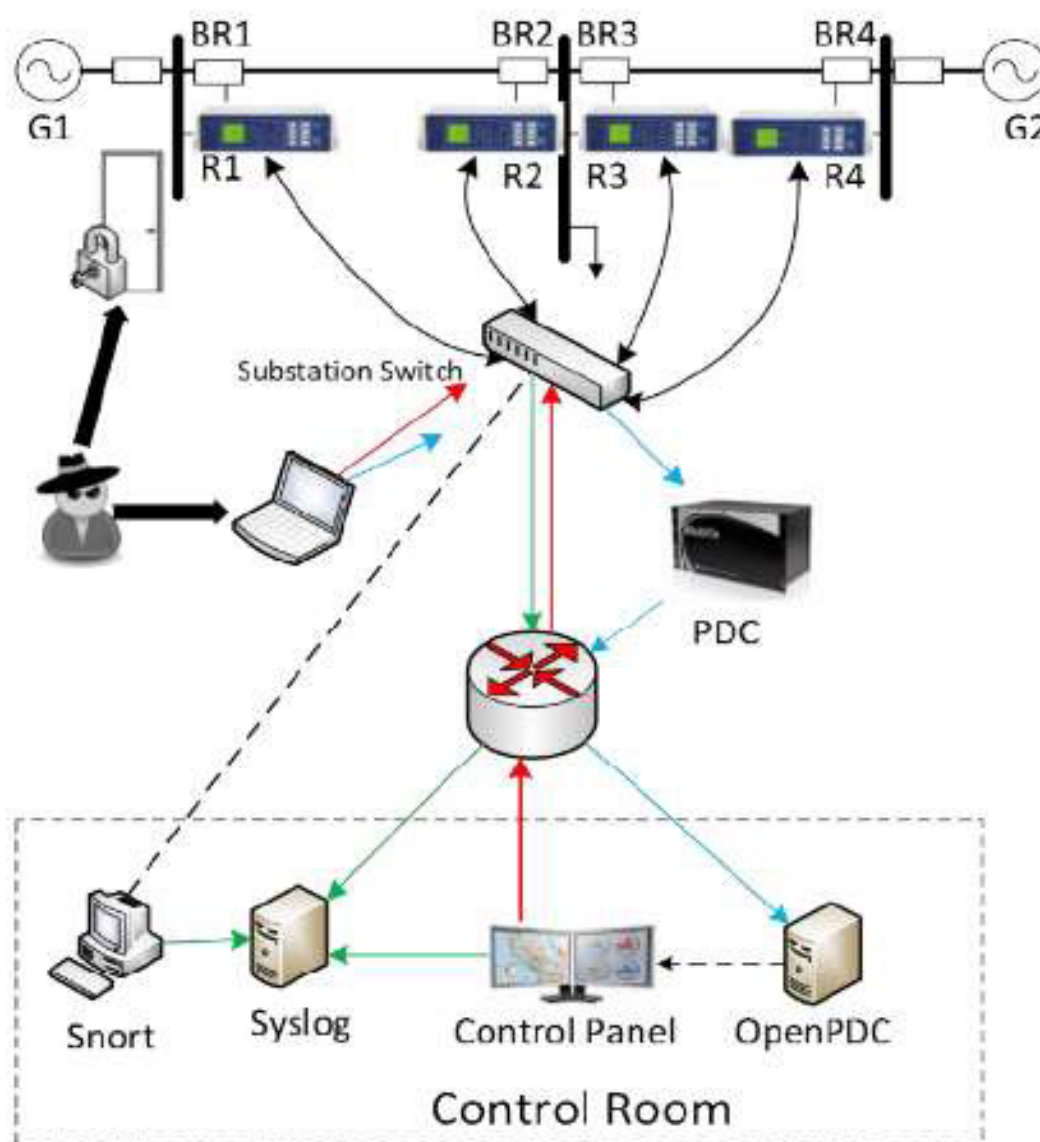 BR1
BR2
BR3
BR4
G1
G2
R1
R2
R3
R4
Substation Switch
PDC
Snort
Syslog
Control Panel
OpenPDC
Control Room